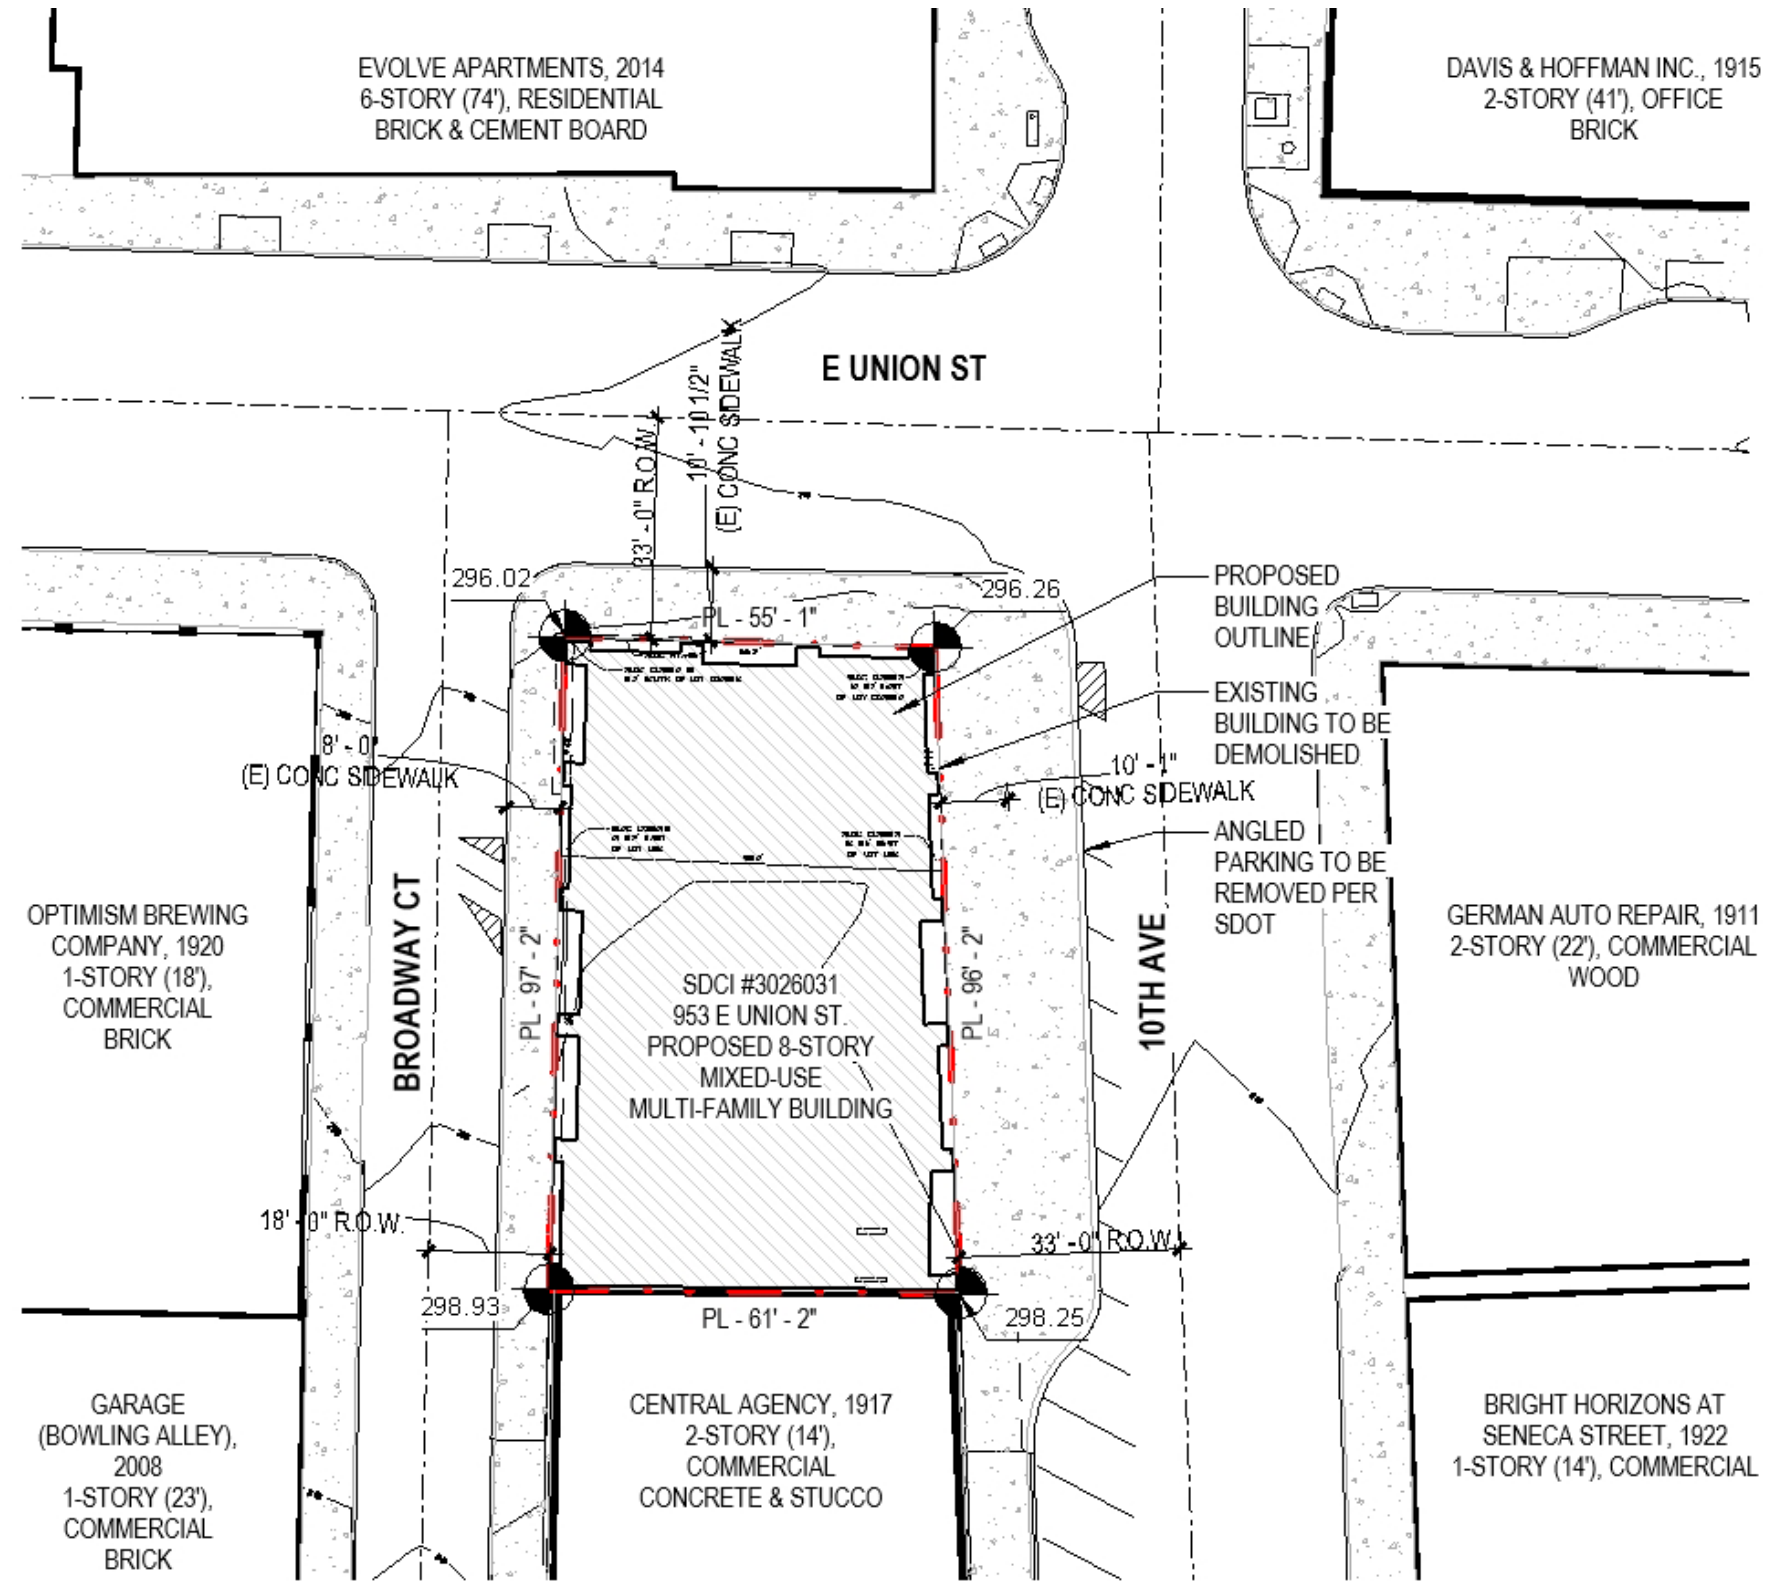 EVOLVE APARTMENTS, 2014
6-STORY (74'), RESIDENTIAL
BRICK & CEMENT BOARD
DAVIS & HOFFMAN INC., 1915
2-STORY (41'), OFFICE
BRICK
E UNION ST
33' - 0" R.O.W.
10' - 10 1/2"
(E) CONC SIDEWALK
296.02
296.26
PL - 55' - 1"
PROPOSED
BUILDING
OUTLINE
EXISTING
BUILDING TO BE
DEMOLISHED
8' - 0"
(E) CONC SIDEWALK
10' - 1"
(E) CONC SIDEWALK
ANGLED
PARKING TO BE
REMOVED PER
SDOT
OPTIMISM BREWING
COMPANY, 1920
1-STORY (18'),
COMMERCIAL
BRICK
BROADWAY CT
PL - 97' - 2"
SDCI #3026031
953 E UNION ST.
PROPOSED 8-STORY
MIXED-USE
MULTI-FAMILY BUILDING
PL - 96' - 2"
10TH AVE
GERMAN AUTO REPAIR, 1911
2-STORY (22'), COMMERCIAL
WOOD
18' - 0" R.O.W.
33' - 0" R.O.W.
298.93
PL - 61' - 2"
298.25
GARAGE
(BOWLING ALLEY),
2008
1-STORY (23'),
COMMERCIAL
BRICK
CENTRAL AGENCY, 1917
2-STORY (14'),
COMMERCIAL
CONCRETE & STUCCO
BRIGHT HORIZONS AT
SENECA STREET, 1922
1-STORY (14'), COMMERCIAL